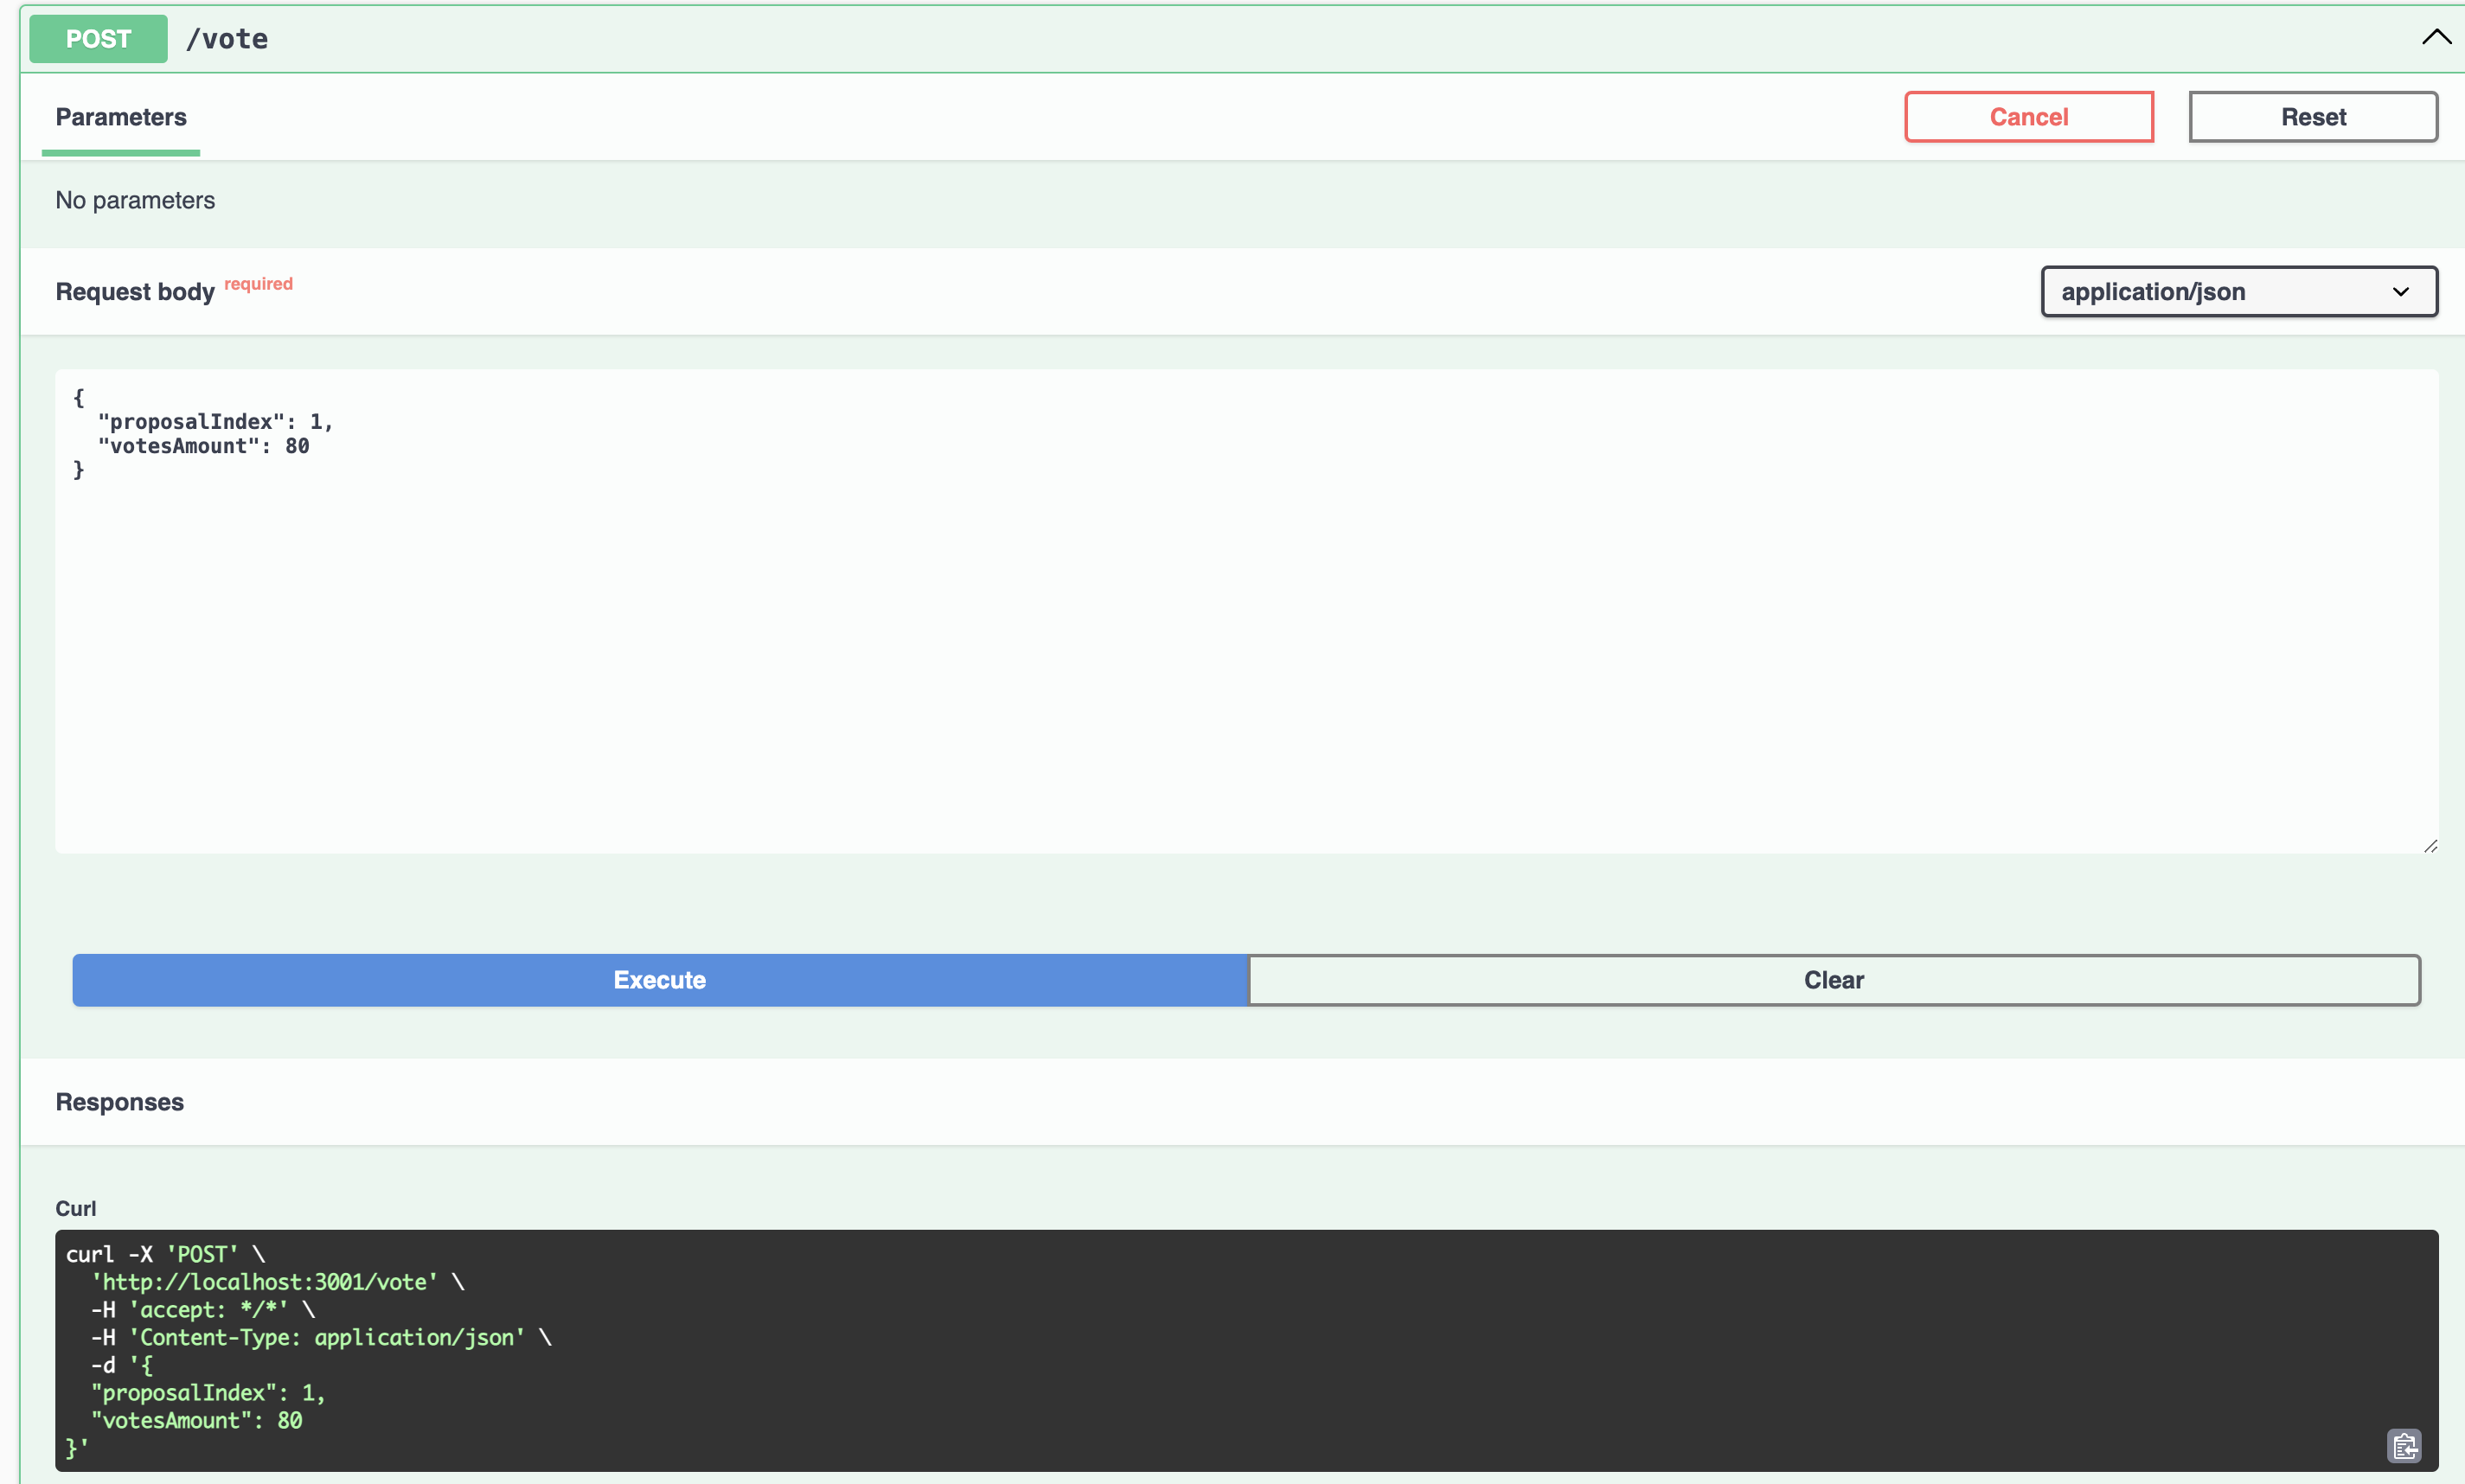 POST /vote
Parameters
Cancel
Reset
No parameters
Request body required
application/json
{
  "proposalIndex": 1,
  "votesAmount": 80
}
Execute
Clear
Responses
Curl
curl -X 'POST' \
  'http://localhost:3001/vote' \
  -H 'accept: */*' \
  -H 'Content-Type: application/json' \
  -d '{
  "proposalIndex": 1,
  "votesAmount": 80
}'